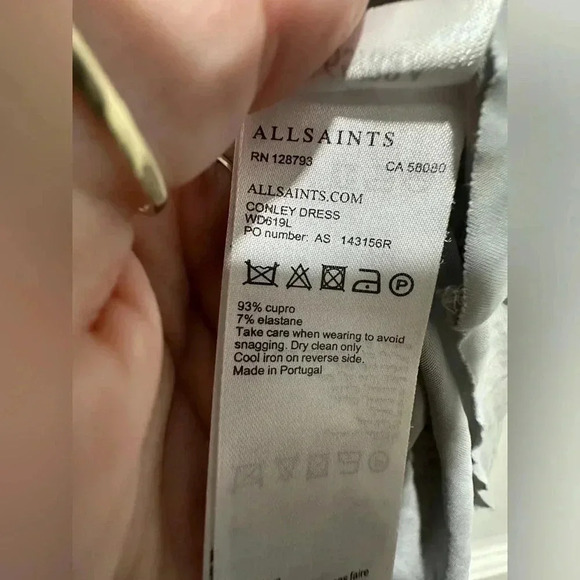 ALLSAINTS
RN 128793 CA 58080
ALLSAINTS.COM
CONLEY DRESS
WD619L
PO number: AS 143156R
P
93% cupro
7% elastane
Take care when wearing to avoid
snagging. Dry clean only
Cool iron on reverse side.
Made in Portugal
faire